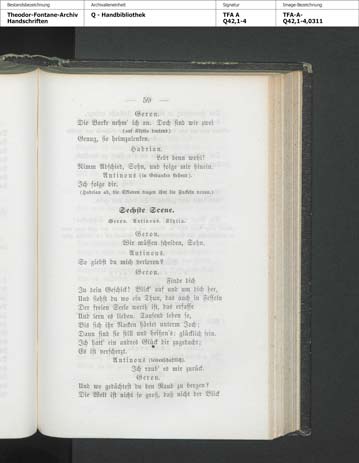 Bestandsbezeichnung
Archivalieneinheit
Signatur
Image-Bezeichnung
Theodor-Fontane-Archiv
Handschriften
Q - Handbibliothek
TFA A
Q42,1-4
TFA-A-
Q42,1-4,0311
— 59 —
Geron.
Die Barke nehm' ich an. Doch sind wir zwei
(auf Klytia deutend)
Genug, sie heimzulenken.
Hadrian.
Lebt denn wohl!
Nimm Abschied, Sohn, und folge mir hinein.
Antinous (in Gedanken stehend).
Ich folge dir.
(Hadrian ab, die Sklaven tragen ihm die Fackeln voran.)
Sechste Scene.
Geron. Antinous. Klytia.
Geron.
Wir müssen scheiden, Sohn.
Antinous.
So giebst du mich verloren?
Geron.
Finde dich
In dein Geschick! Blick' auf und um dich her,
Und siehst du wo ein Thun, das auch in Fesseln
Der freien Seele werth ist, das erfasse
Und lern es lieben. Tausend leben so,
Bis sich ihr Nacken härtet unterm Joch;
Dann sind sie still und heißen's: glücklich sein.
Ich hatt' ein andres Glück dir zugedacht;
Es ist verscherzt.
Antinous (leidenschaftlich).
Ich raub' es mir zurück.
Geron.
Und wo gedächtest du den Raub zu bergen?
Die Welt ist nicht so groß, daß nicht der Blick